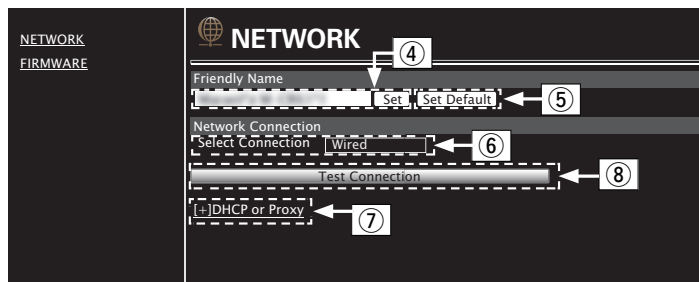 NETWORK
FIRMWARE
NETWORK
④
Friendly Name
Set Set Default ⑤
Network Connection
Select Connection Wired ⑥
Test Connection ⑧
[+]DHCP or Proxy ⑦